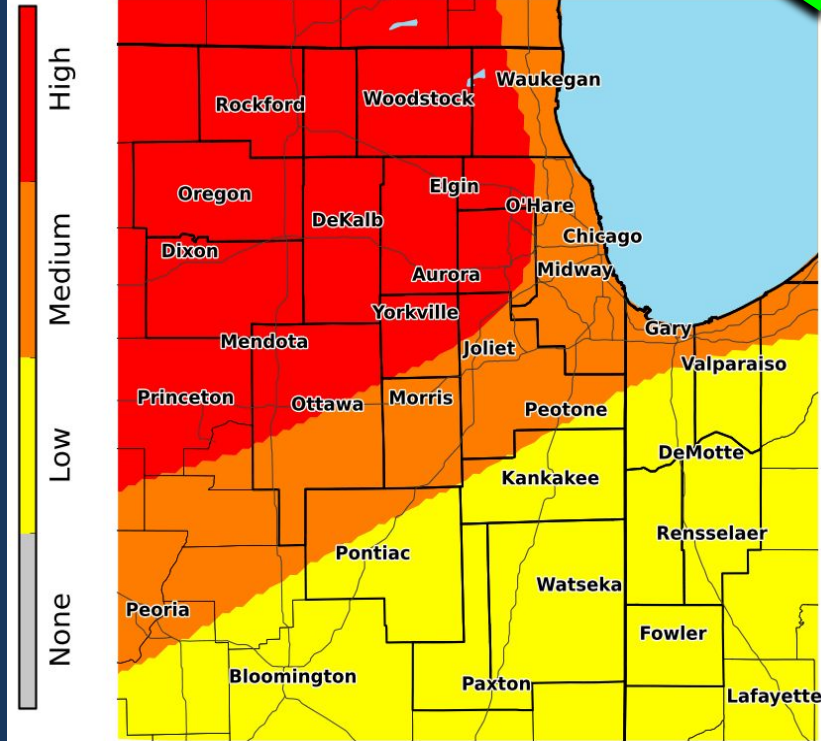 High
Medium
Low
None
Waukegan
Rockford
Woodstock
Oregon
Elgin
DeKalb
O'Hare
Dixon
Chicago
Aurora
Midway
Yorkville
Gary
Mendota
Joliet
Valparaiso
Princeton
Ottawa
Morris
Peotone
DeMotte
Kankakee
Rensselaer
Pontiac
Watseka
Peoria
Fowler
Bloomington
Paxton
Lafayette